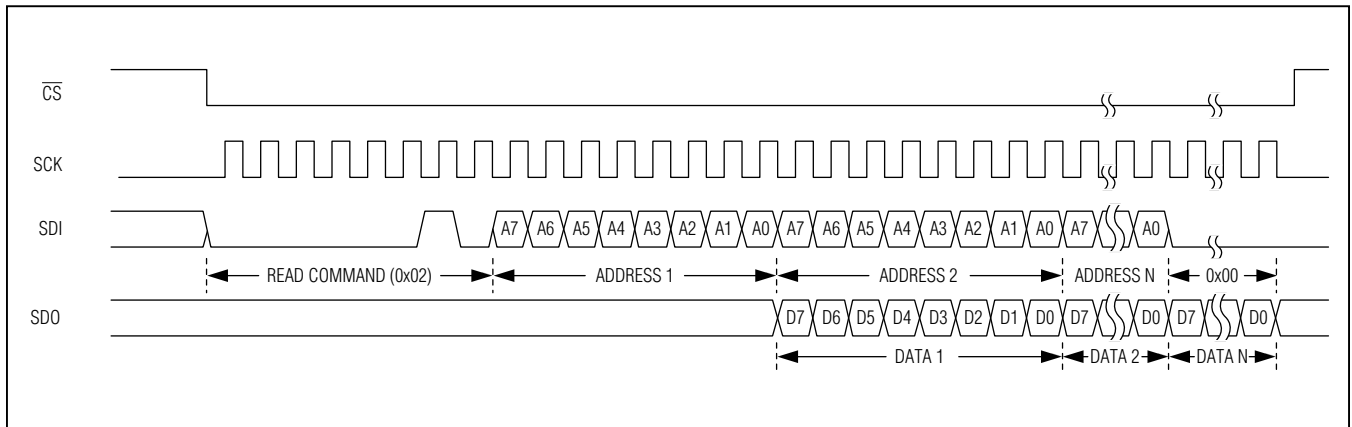 CS
SCK
SDI A7 A6 A5 A4 A3 A2 A1 A0 A7 A6 A5 A4 A3 A2 A1 A0 A7 A0
READ COMMAND (0x02) ADDRESS 1 ADDRESS 2 ADDRESS N 0x00
SDO D7 D6 D5 D4 D3 D2 D1 D0 D7 D0 D7 D0
DATA 1 DATA 2 DATA N